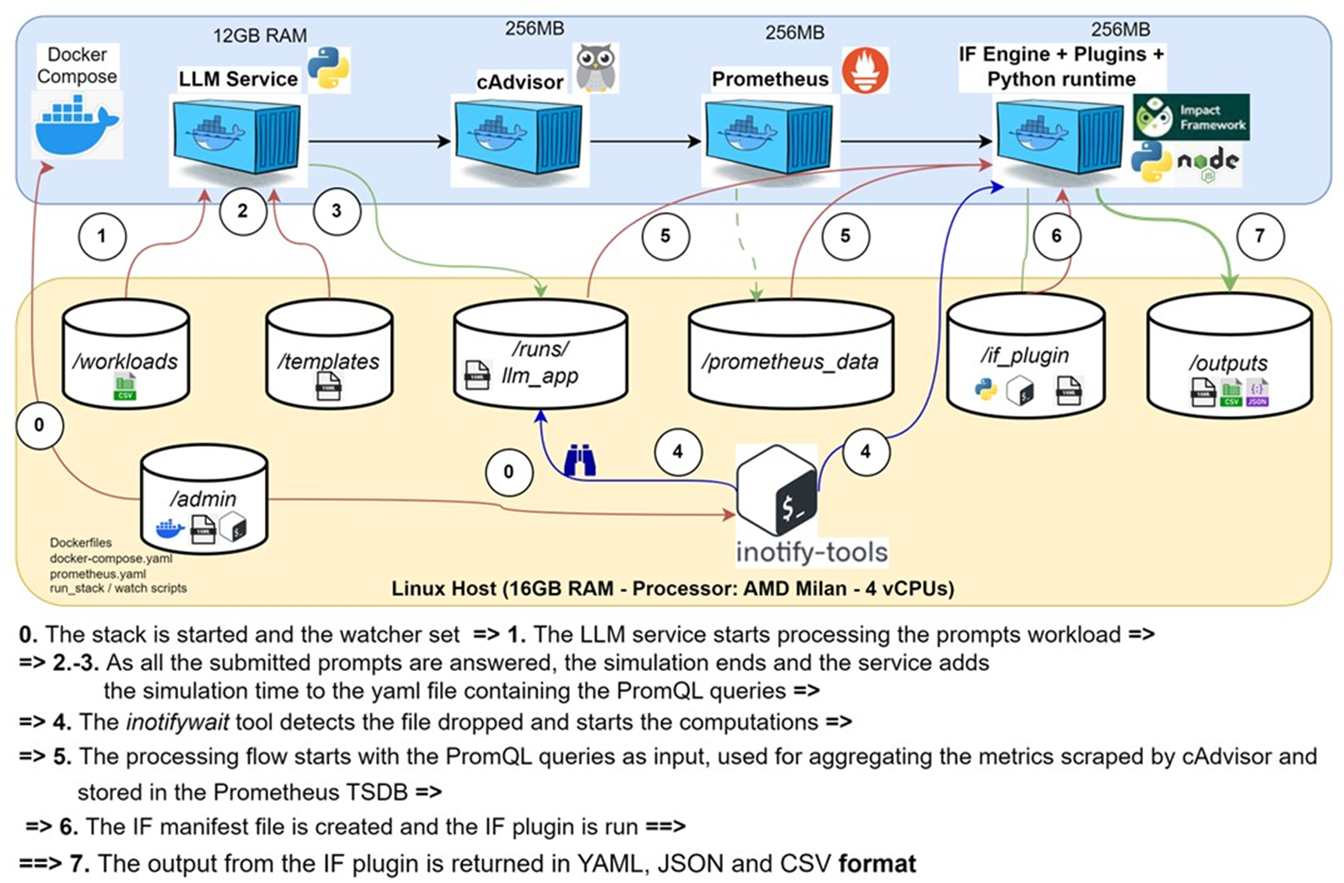 Docker
Compose
12GB RAM
LLM Service
256MB
cAdvisor
256MB
Prometheus
256MB
IF Engine + Plugins +
Python runtime
Impact
Framework
node
JS
1
2
3
5
5
6
7
/workloads
CSV
/templates
YAML
/runs/
llm_app
YAML
/prometheus_data
/if_plugin
YAML
/outputs
YAML
CSV
{:}
JSON
0
0
4
4
/admin
YAML
$_
inotify-tools
Dockerfiles
docker-compose.yaml
prometheus.yaml
run_stack / watch scripts
Linux Host (16GB RAM - Processor: AMD Milan - 4 vCPUs)
0. The stack is started and the watcher set => 1. The LLM service starts processing the prompts workload =>
=> 2.-3. As all the submitted prompts are answered, the simulation ends and the service adds
the simulation time to the yaml file containing the PromQL queries =>
=> 4. The inotifywait tool detects the file dropped and starts the computations =>
=> 5. The processing flow starts with the PromQL queries as input, used for aggregating the metrics scraped by cAdvisor and
stored in the Prometheus TSDB =>
=> 6. The IF manifest file is created and the IF plugin is run ==>
==> 7. The output from the IF plugin is returned in YAML, JSON and CSV format